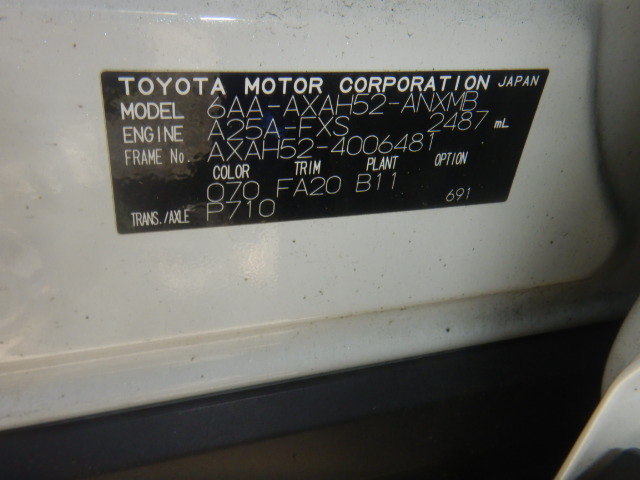 TOYOTA MOTOR CORPORATION JAPAN
MODEL 6AA-AXAH52-ANXMB
ENGINE A25A-FXS 2487 mL
FRAME No. AXAH52-4006481
COLOR TRIM PLANT OPTION
070 FA20 B11 691
TRANS./AXLE P710